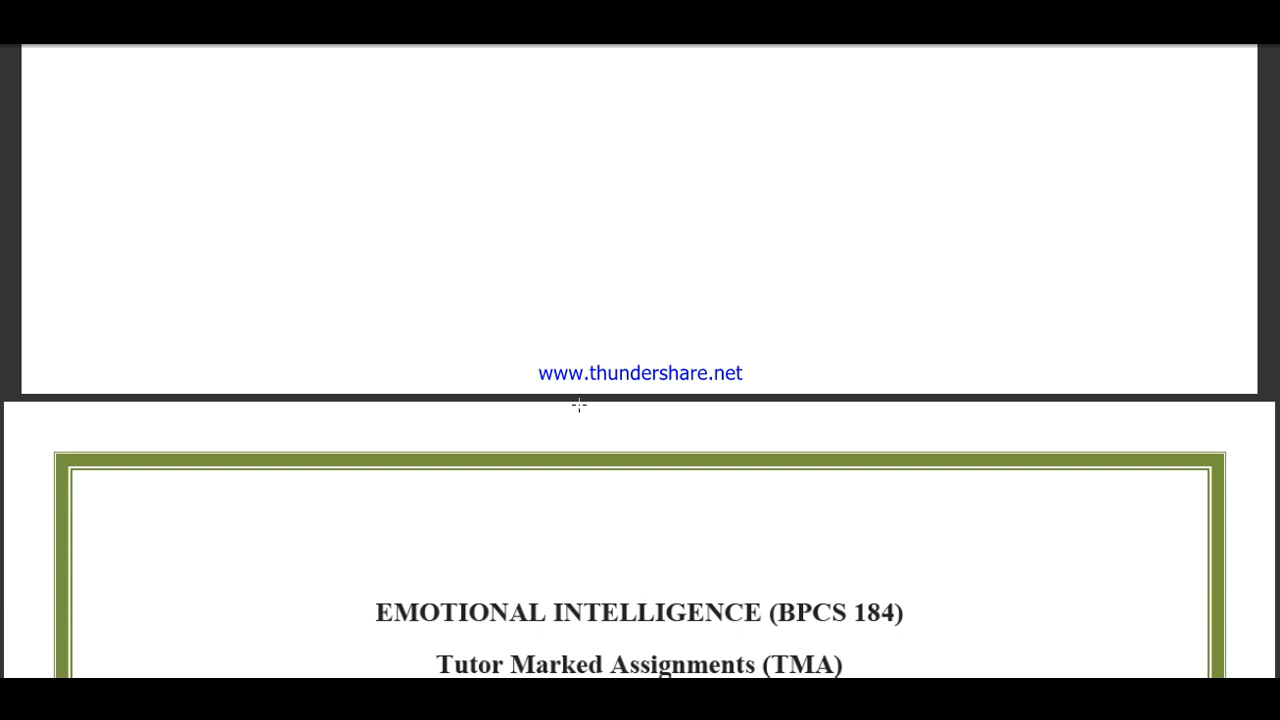 www.thundershare.net
EMOTIONAL INTELLIGENCE (BPCS 184)
Tutor Marked Assignments (TMA)